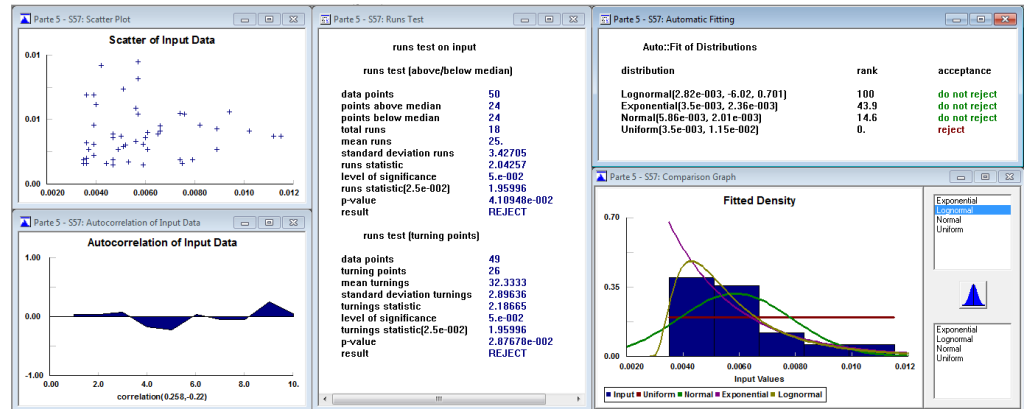 Parte 5 - S57: Scatter Plot
Scatter of Input Data
0.01
0.01
0.00
0.0020 0.0040 0.0060 0.0080 0.010 0.012
Parte 5 - S57: Autocorrelation of Input Data
Autocorrelation of Input Data
1.00
0.00
-1.00
0.00 2.0 4.0 6.0 8.0 10.
correlation(0.258,-0.22)
Parte 5 - S57: Runs Test
runs test on input
runs test (above/below median)
data points 50
points above median 24
points below median 24
total runs 18
mean runs 25.
standard deviation runs 3.42705
runs statistic 2.04257
level of significance 5.e-002
runs statistic(2.5e-002) 1.95996
p-value 4.10948e-002
result REJECT
runs test (turning points)
data points 49
turning points 26
mean turnings 32.3333
standard deviation turnings 2.89636
turnings statistic 2.18665
level of significance 5.e-002
turnings statistic(2.5e-002) 1.95996
p-value 2.87678e-002
result REJECT
Parte 5 - S57: Automatic Fitting
Auto::Fit of Distributions
distribution rank acceptance
Lognormal(2.82e-003, -6.02, 0.701) 100 do not reject
Exponential(3.5e-003, 2.36e-003) 43.9 do not reject
Normal(5.86e-003, 2.01e-003) 14.6 do not reject
Uniform(3.5e-003, 1.15e-002) 0. reject
Parte 5 - S57: Comparison Graph
Fitted Density
0.70
0.35
0.00
0.0020 0.0040 0.0060 0.0080 0.010 0.012
Input Values
Input Uniform Normal Exponential Lognormal
Exponential
Lognormal
Normal
Uniform
Exponential
Lognormal
Normal
Uniform